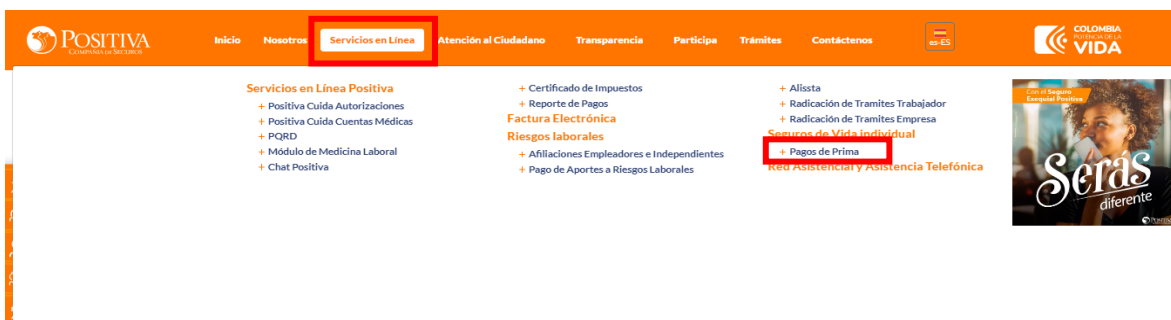 POSITIVA
COMPAÑÍA DE SEGUROS
Inicio Nosotros Servicios en Línea Atención al Ciudadano Transparencia Participa Trámites Contáctenos
es-ES
COLOMBIA
POTENCIA DE LA
VIDA
Servicios en Línea Positiva
+ Positiva Cuida Autorizaciones
+ Positiva Cuida Cuentas Médicas
+ PQRD
+ Módulo de Medicina Laboral
+ Chat Positiva
+ Certificado de Impuestos
+ Reporte de Pagos
Factura Electrónica
Riesgos laborales
+ Afiliaciones Empleadores e Independientes
+ Pago de Aportes a Riesgos Laborales
+ Alissta
+ Radicación de Tramites Trabajador
+ Radicación de Tramites Empresa
Seguros de Vida individual
+ Pagos de Prima
Red Asistencial y Asistencia Telefónica
Con el Seguro
Exequial Positiva
Serás
diferente
POSITIVA